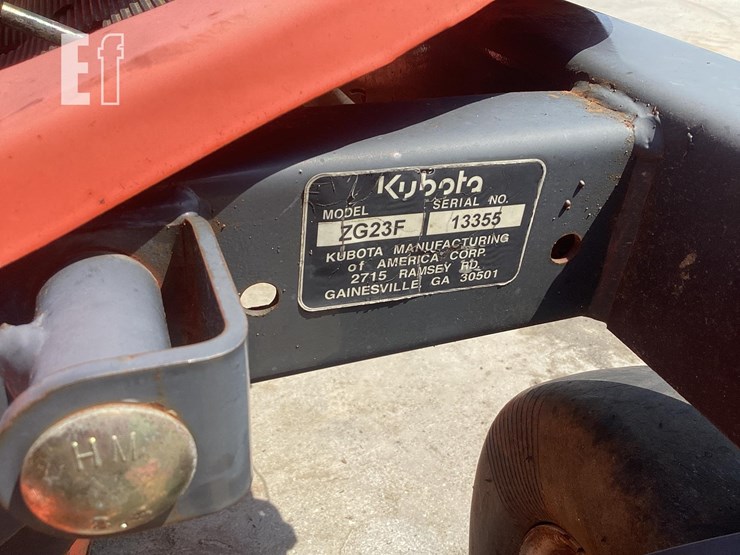 Ef
Kubota
MODEL SERIAL NO.
ZG23F 13355
KUBOTA MANUFACTURING
of AMERICA CORP.
2715 RAMSEY RD.
GAINESVILLE, GA 30501
HM